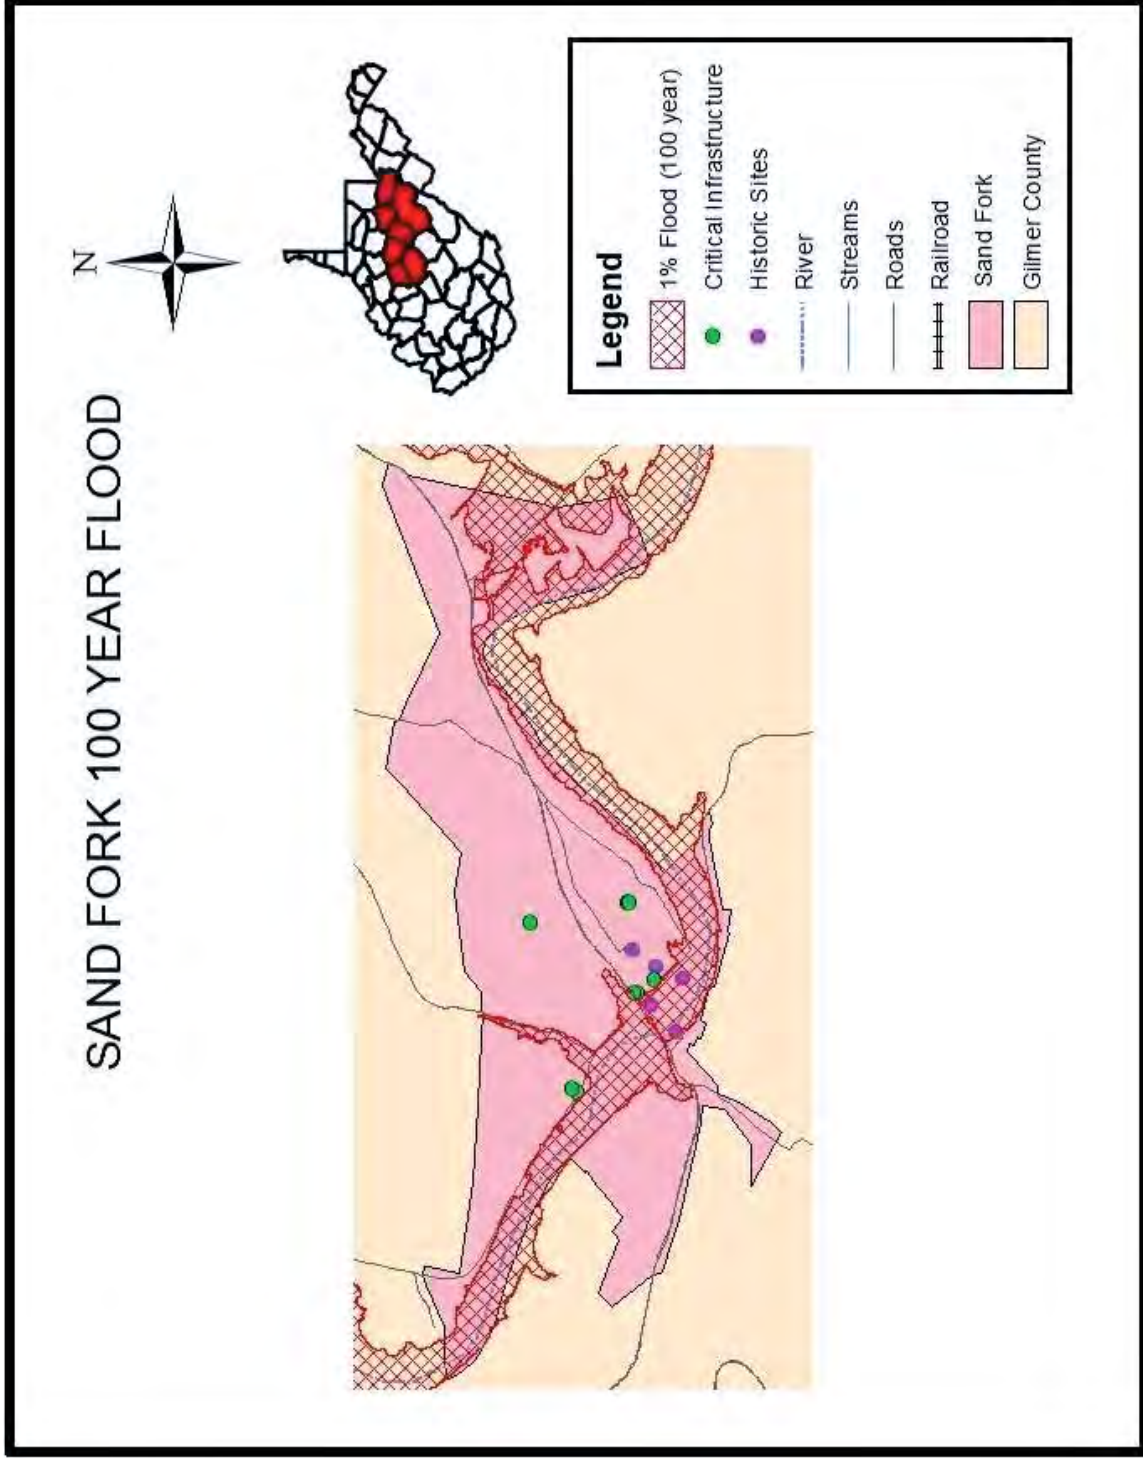 SAND FORK 100 YEAR FLOOD
N
Legend
1% Flood (100 year)
Critical Infrastructure
Historic Sites
River
Streams
Roads
Railroad
Sand Fork
Gilmer County